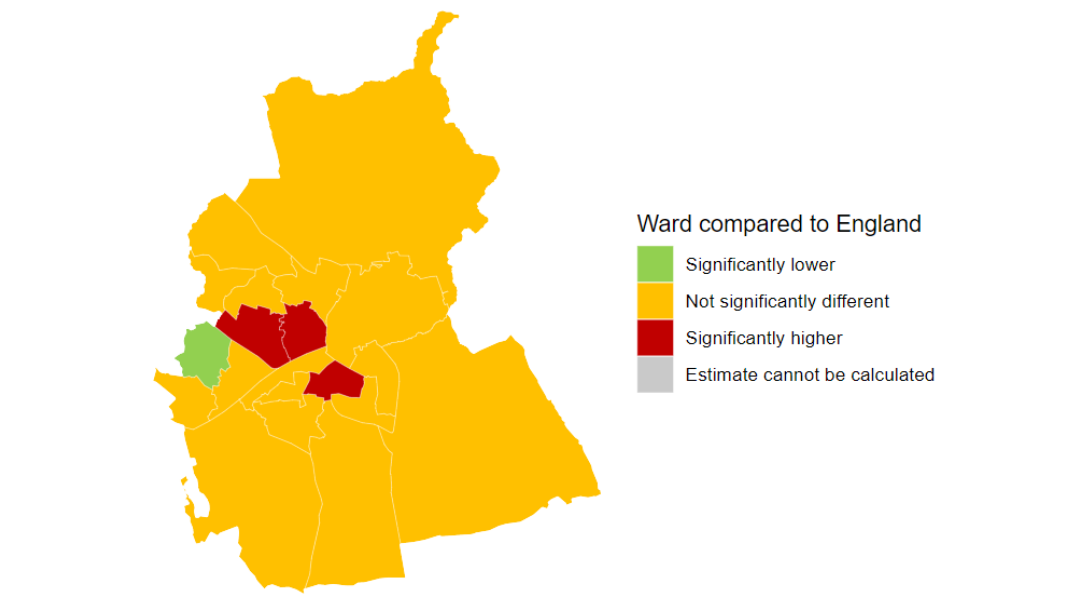 Ward compared to England
Significantly lower
Not significantly different
Significantly higher
Estimate cannot be calculated